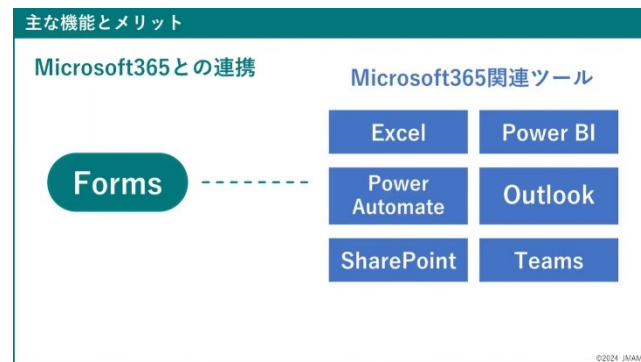 主な機能とメリット
Microsoft365との連携
Microsoft365関連ツール
Forms
Excel
Power BI
Power
Automate
Outlook
SharePoint
Teams
©2024 JMAM